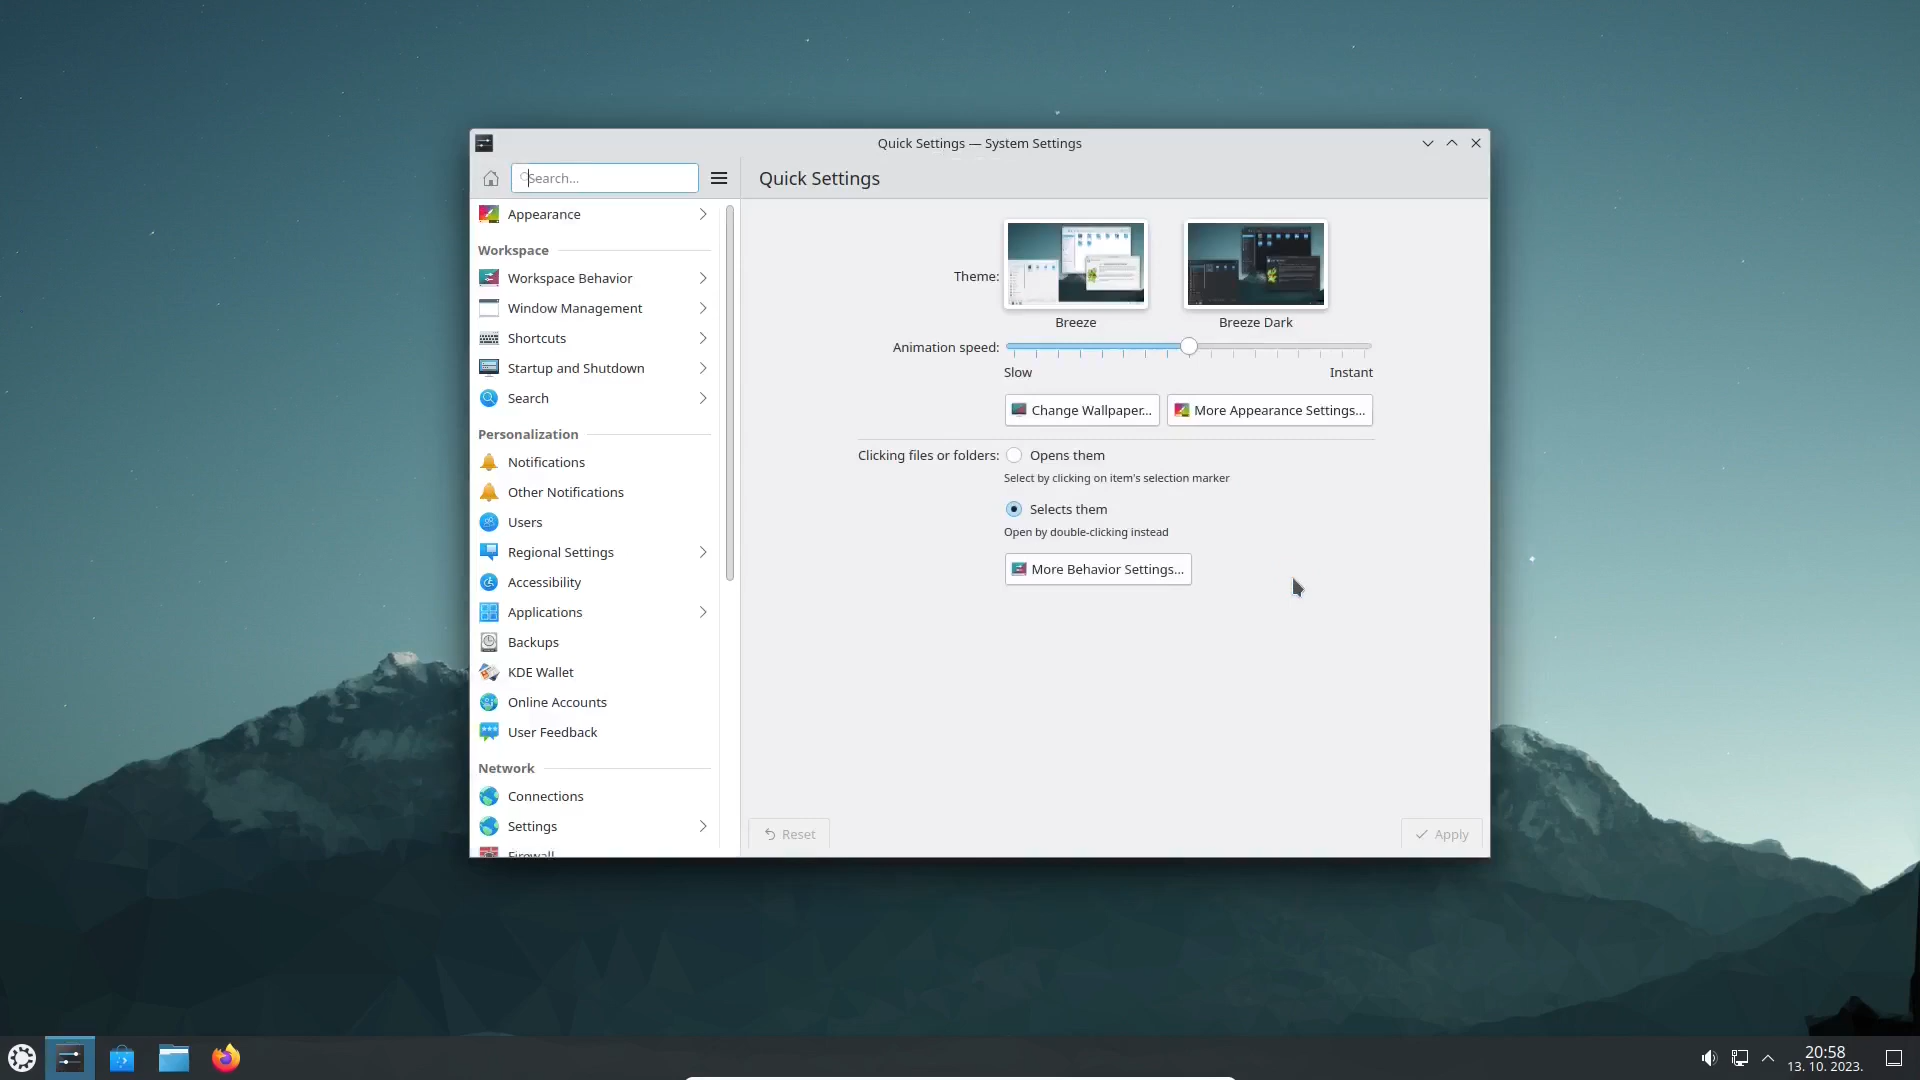 Quick Settings — System Settings
Search...
Quick Settings
Appearance
Workspace
Workspace Behavior
Window Management
Shortcuts
Startup and Shutdown
Search
Personalization
Notifications
Other Notifications
Users
Regional Settings
Accessibility
Applications
Backups
KDE Wallet
Online Accounts
User Feedback
Network
Connections
Settings
Firewall
Theme:
Breeze
Breeze Dark
Animation speed:
Slow
Instant
Change Wallpaper...
More Appearance Settings...
Clicking files or folders:
Opens them
Select by clicking on item's selection marker
Selects them
Open by double-clicking instead
More Behavior Settings...
Reset
Apply
20:58
13. 10. 2023.